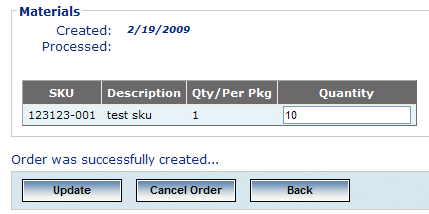 Materials
Created: 2/19/2009
Processed:
SKU Description Qty/Per Pkg Quantity
123123-001 test sku 1 10
Order was successfully created...
Update Cancel Order Back